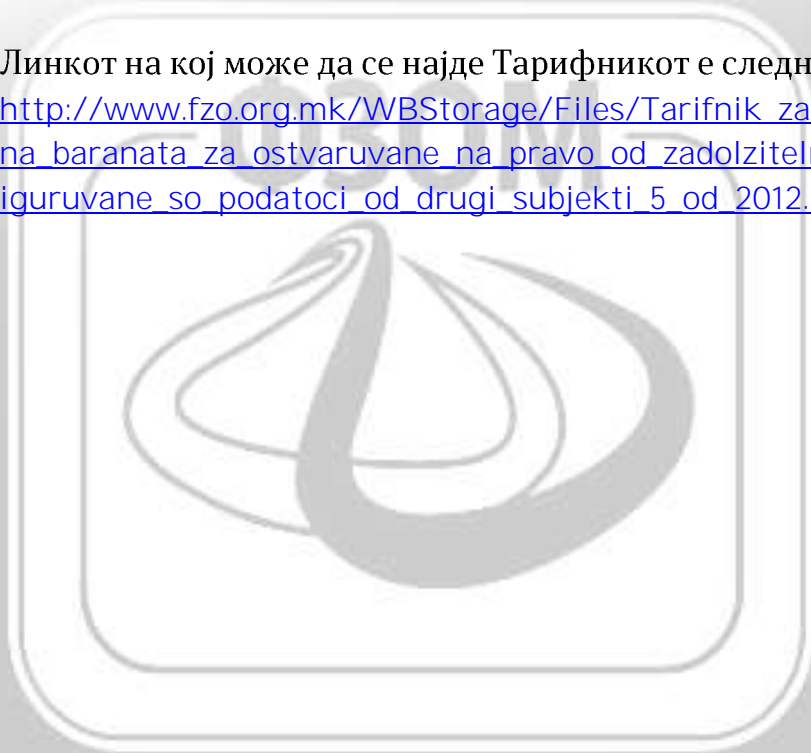 Линкот на кој може да се најде Тарифникот е следн
http://www.fzo.org.mk/WBStorage/Files/Tarifnik_za
na_baranata_za_ostvaruvane_na_pravo_od_zadolzitel
iguruvane_so_podatoci_od_drugi_subjekti_5_od_2012.
ФЗОМ